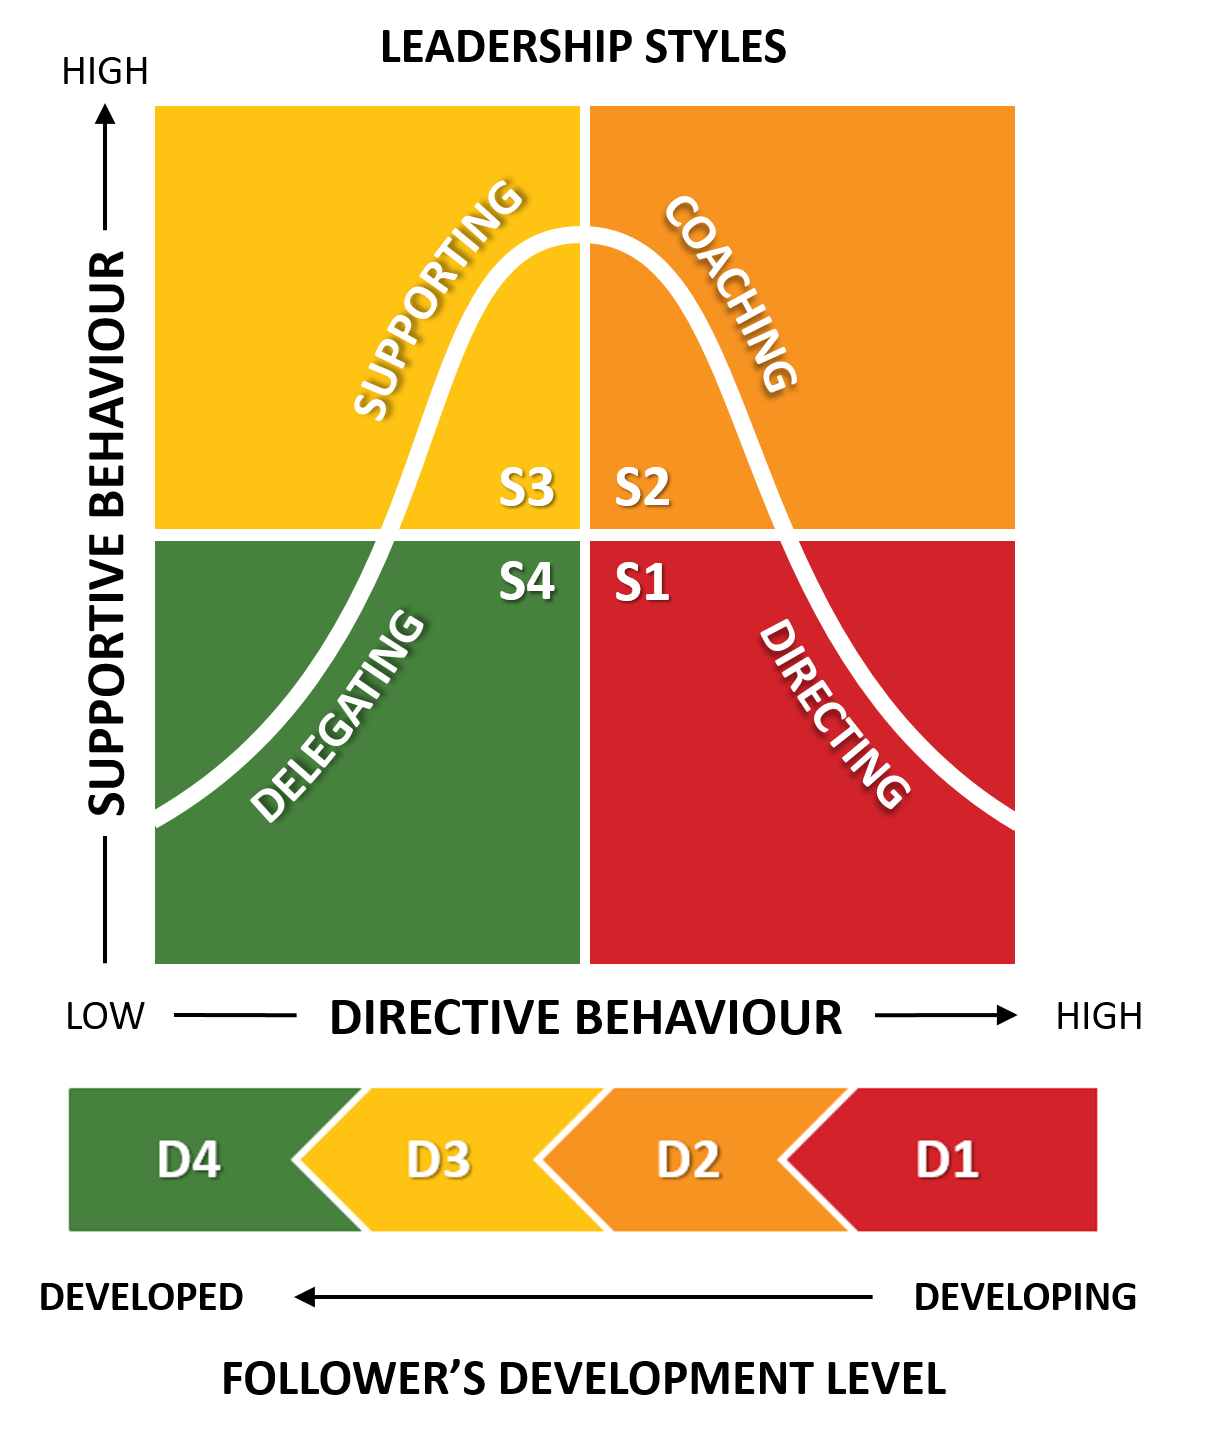 LEADERSHIP STYLES
HIGH
SUPPORTIVE BEHAVIOUR
SUPPORTING
COACHING
S3
S2
S4
S1
DELEGATING
DIRECTING
LOW
DIRECTIVE BEHAVIOUR
HIGH
D4
D3
D2
D1
DEVELOPED
DEVELOPING
FOLLOWER’S DEVELOPMENT LEVEL